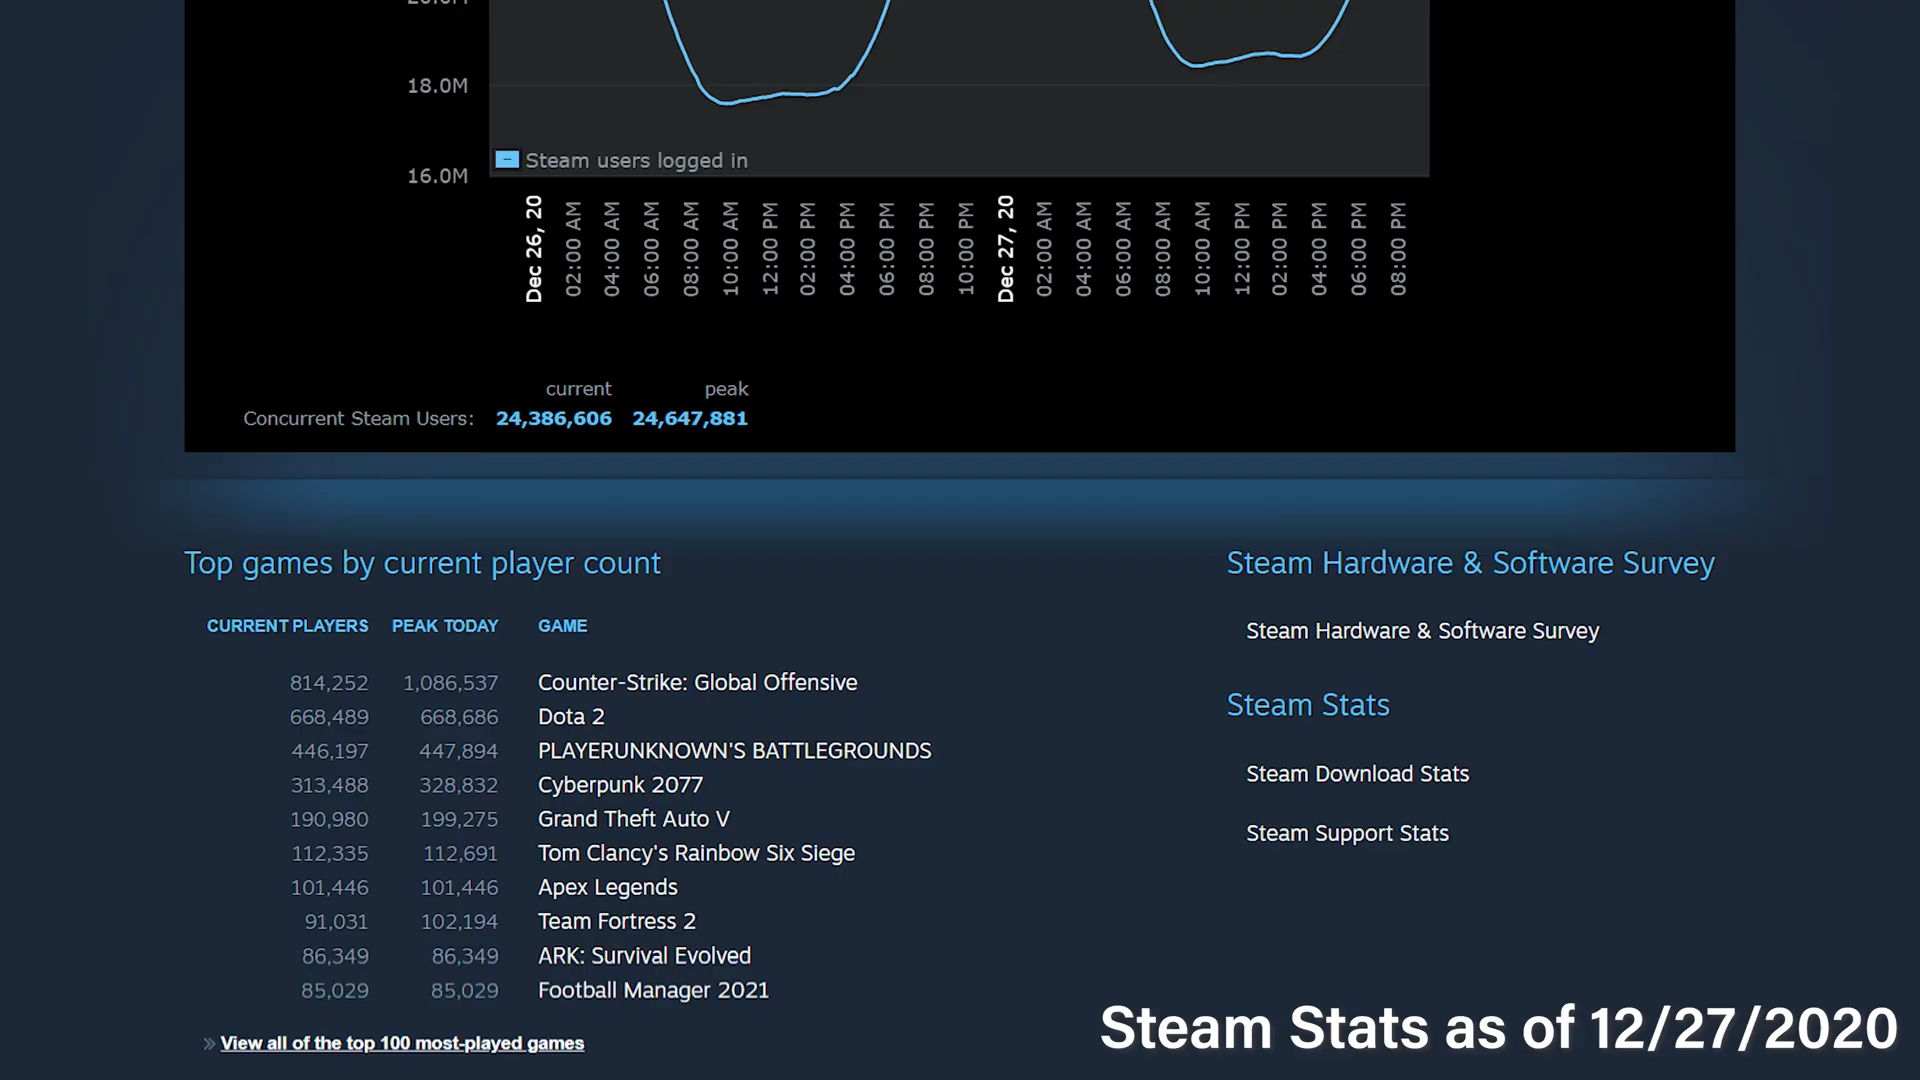 18.0M
Steam users logged in
16.0M
Dec 26, 20
02:00 AM
04:00 AM
06:00 AM
08:00 AM
10:00 AM
12:00 PM
02:00 PM
04:00 PM
06:00 PM
08:00 PM
10:00 PM
Dec 27, 20
02:00 AM
04:00 AM
06:00 AM
08:00 AM
10:00 AM
12:00 PM
02:00 PM
04:00 PM
06:00 PM
08:00 PM
current peak
Concurrent Steam Users: 24,386,606 24,647,881
Top games by current player count
CURRENT PLAYERS PEAK TODAY GAME
814,252 1,086,537 Counter-Strike: Global Offensive
668,489 668,686 Dota 2
446,197 447,894 PLAYERUNKNOWN'S BATTLEGROUNDS
313,488 328,832 Cyberpunk 2077
190,980 199,275 Grand Theft Auto V
112,335 112,691 Tom Clancy's Rainbow Six Siege
101,446 101,446 Apex Legends
91,031 102,194 Team Fortress 2
86,349 86,349 ARK: Survival Evolved
85,029 85,029 Football Manager 2021
» View all of the top 100 most-played games
Steam Hardware & Software Survey
Steam Hardware & Software Survey
Steam Stats
Steam Download Stats
Steam Support Stats
Steam Stats as of 12/27/2020